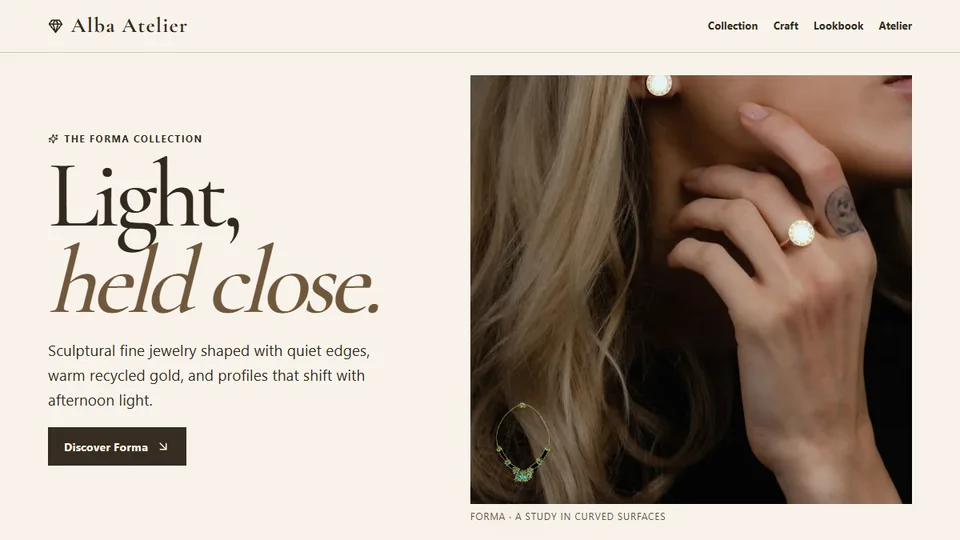 Alba Atelier
Collection Craft Lookbook Atelier
THE FORMA COLLECTION
Light,
held close.
Sculptural fine jewelry shaped with quiet edges,
warm recycled gold, and profiles that shift with
afternoon light.
Discover Forma
FORMA · A STUDY IN CURVED SURFACES